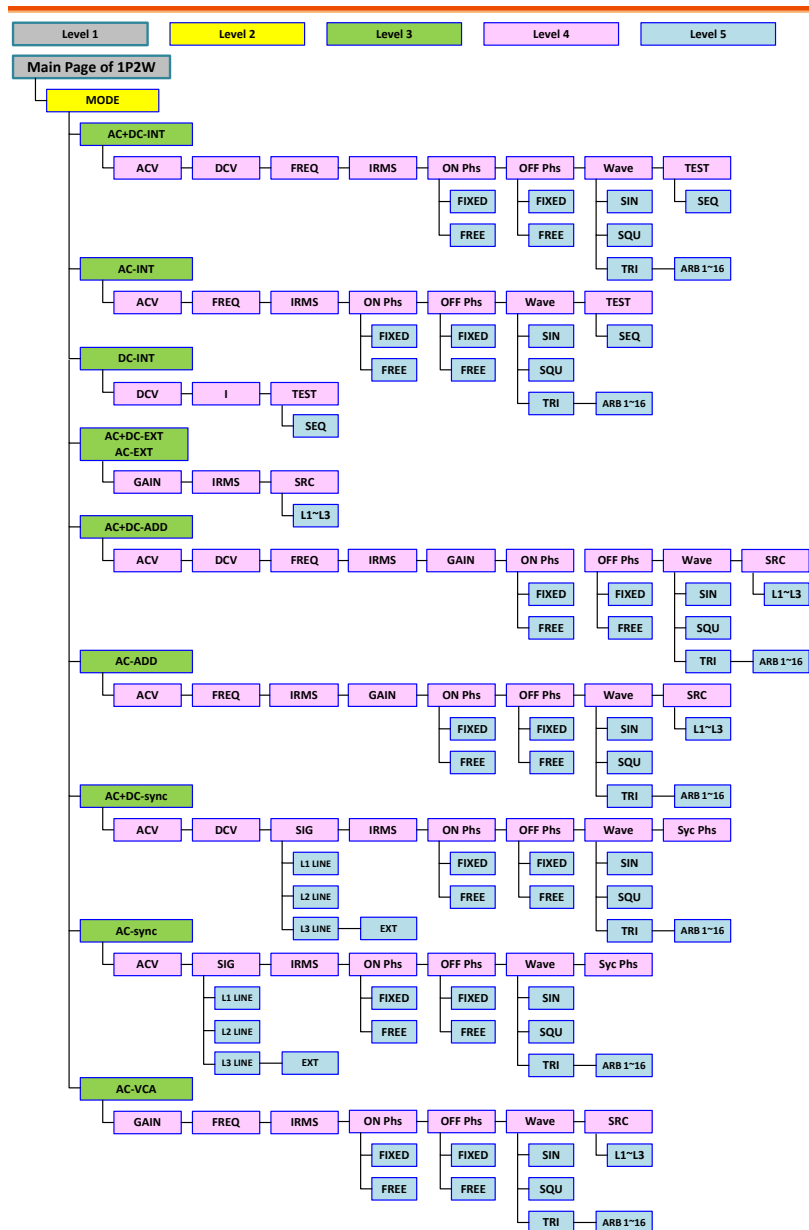 Level 1 Level 2 Level 3 Level 4 Level 5
Main Page of 1P2W
MODE
AC+DC-INT
ACV DCV FREQ IRMS ON Phs OFF Phs Wave TEST
FIXED FIXED SIN SEQ
FREE FREE SQU
TRI ARB 1~16
AC-INT
ACV FREQ IRMS ON Phs OFF Phs Wave TEST
FIXED FIXED SIN SEQ
FREE FREE SQU
TRI ARB 1~16
DC-INT
DCV I TEST
SEQ
AC+DC-EXT
AC-EXT
GAIN IRMS SRC
L1~L3
AC+DC-ADD
ACV DCV FREQ IRMS GAIN ON Phs OFF Phs Wave SRC
FIXED FIXED SIN L1~L3
FREE FREE SQU
TRI ARB 1~16
AC-ADD
ACV FREQ IRMS GAIN ON Phs OFF Phs Wave SRC
FIXED FIXED SIN L1~L3
FREE FREE SQU
TRI ARB 1~16
AC+DC-sync
ACV DCV SIG IRMS ON Phs OFF Phs Wave Syc Phs
L1 LINE FIXED FIXED SIN
L2 LINE FREE FREE SQU
L3 LINE EXT TRI ARB 1~16
AC-sync
ACV SIG IRMS ON Phs OFF Phs Wave Syc Phs
L1 LINE FIXED FIXED SIN
L2 LINE FREE FREE SQU
L3 LINE EXT TRI ARB 1~16
AC-VCA
GAIN FREQ IRMS ON Phs OFF Phs Wave SRC
FIXED FIXED SIN L1~L3
FREE FREE SQU
TRI ARB 1~16